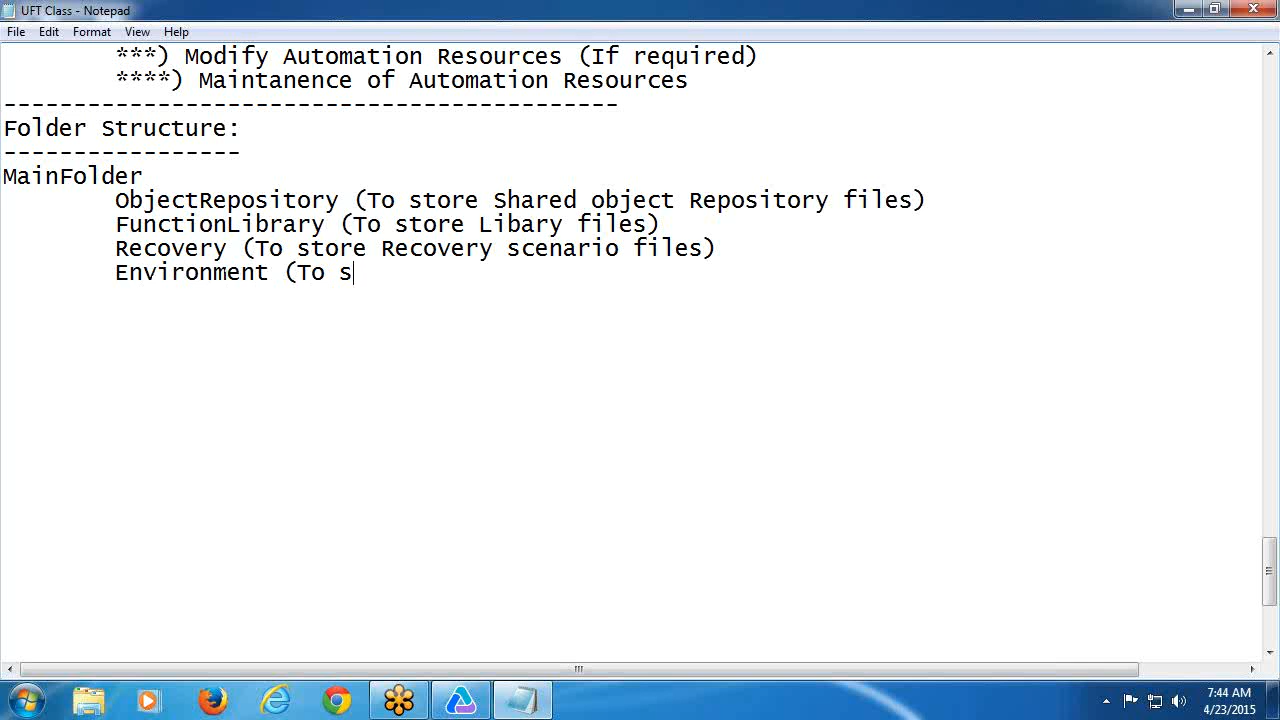 UFT Class - Notepad
File Edit Format View Help
***) Modify Automation Resources (If required)
****) Maintanence of Automation Resources
--------------------------------------------
Folder Structure:
-----------------
MainFolder
ObjectRepository (To store Shared object Repository files)
FunctionLibrary (To store Libary files)
Recovery (To store Recovery scenario files)
Environment (To s
7:44 AM
4/23/2015